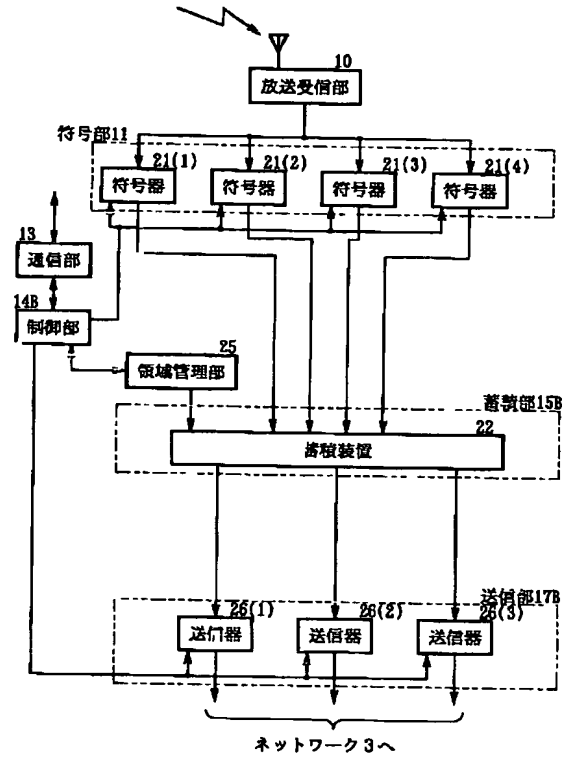 10
放送受信部
符号部11
21(1) 21(2) 21(3) 21(4)
符号器 符号器 符号器 符号器
13
通信部
14B
制御部
25
領域管理部
蓄積部15B
22
蓄積装置
送信部17B
26(1) 26(2) 26(3)
送信器 送信器 送信器
ネットワーク3へ